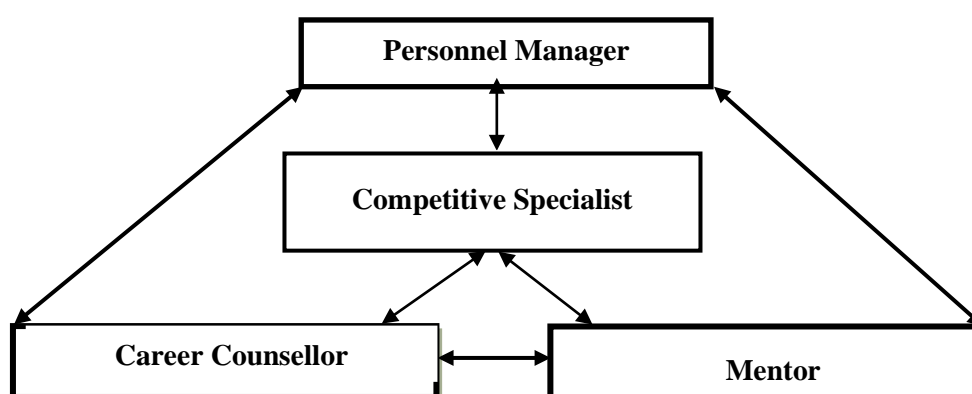 Personnel Manager
Competitive Specialist
Career Counsellor
Mentor